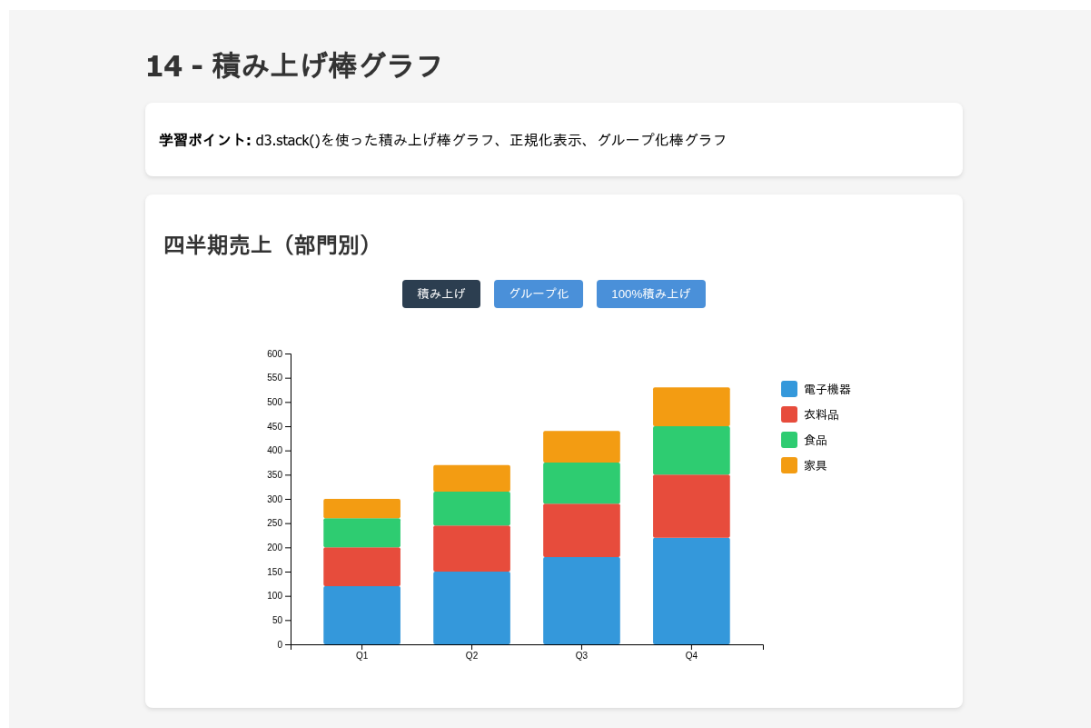 14 - 積み上げ棒グラフ
学習ポイント: d3.stack()を使った積み上げ棒グラフ、正規化表示、グループ化棒グラフ
四半期売上（部門別）
積み上げ グループ化 100%積み上げ
600
550
500
450
400
350
300
250
200
150
100
50
0
Q1 Q2 Q3 Q4
電子機器
衣料品
食品
家具